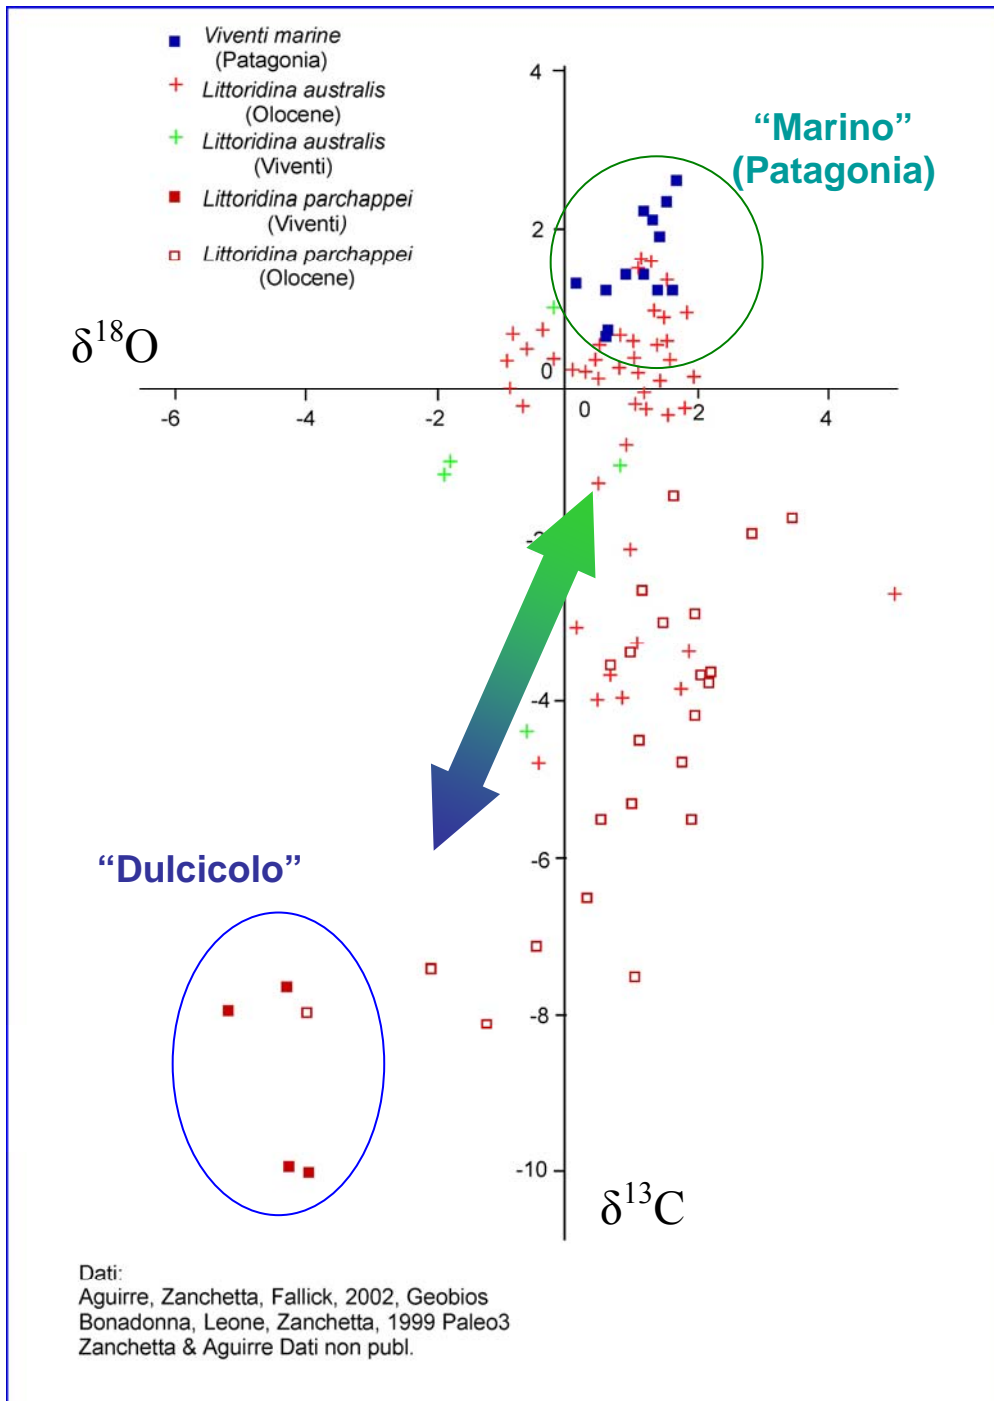 Viventi marine
(Patagonia)
Littoridina australis
(Olocene)
Littoridina australis
(Viventi)
Littoridina parchappei
(Viventi)
Littoridina parchappei
(Olocene)
“Marino”
(Patagonia)
4
2
0
δ18O
-6
-4
-2
0
2
4
-4
-6
-8
-10
“Dulcicolo”
δ13C
Dati:
Aguirre, Zanchetta, Fallick, 2002, Geobios
Bonadonna, Leone, Zanchetta, 1999 Paleo3
Zanchetta & Aguirre Dati non publ.